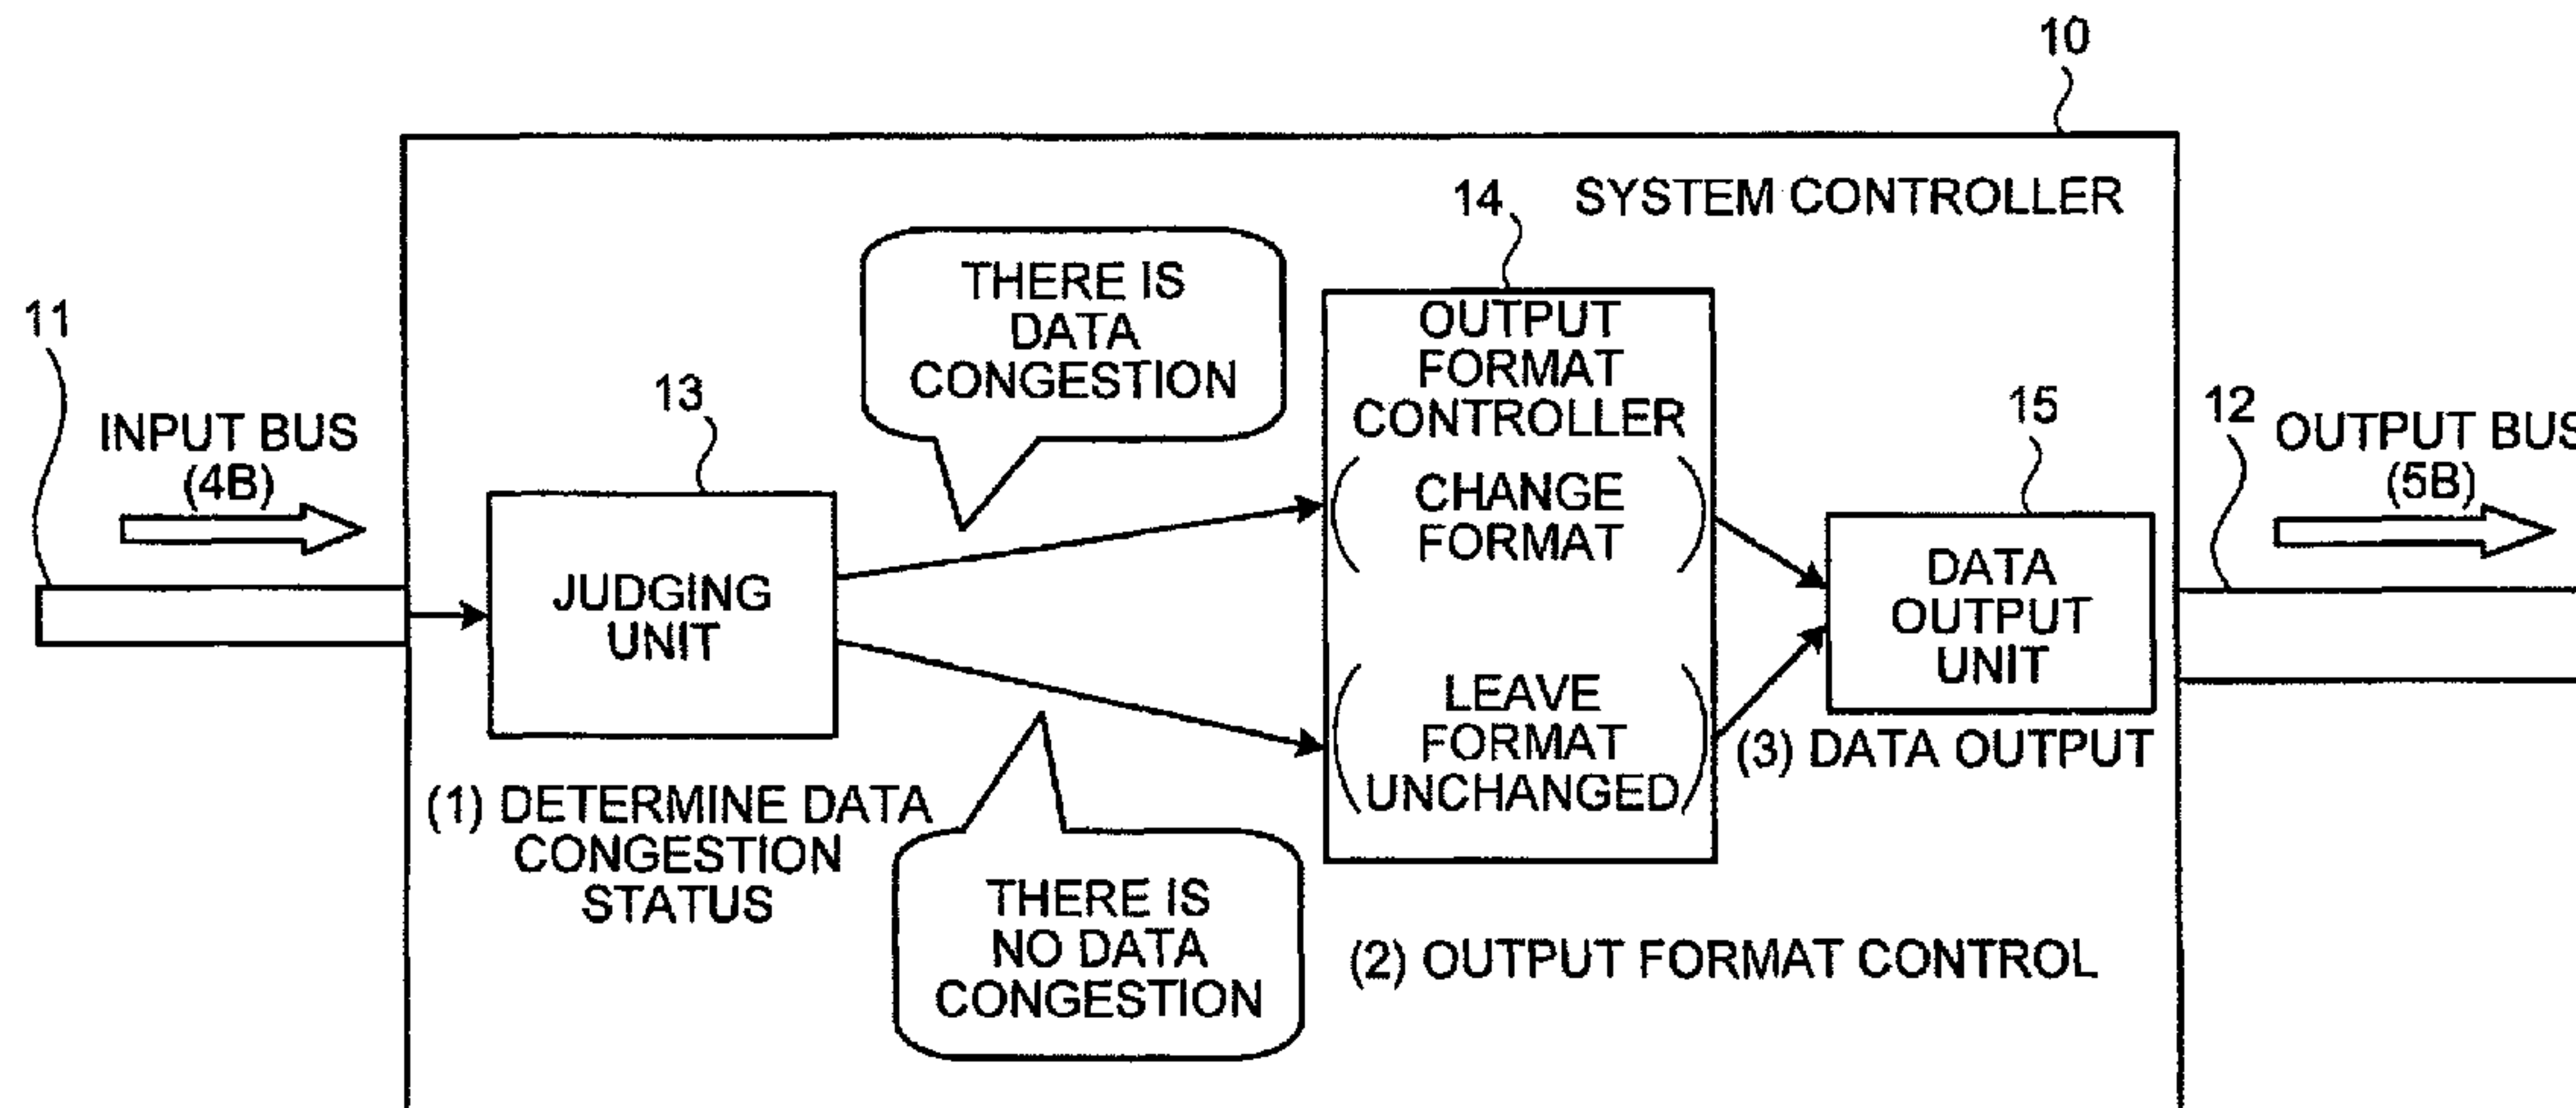 10
SYSTEM CONTROLLER
14
THERE IS
DATA
CONGESTION
11
INPUT BUS
(4B)
13
JUDGING
UNIT
(1) DETERMINE DATA
CONGESTION
STATUS
THERE IS
NO DATA
CONGESTION
OUTPUT
FORMAT
CONTROLLER
(CHANGE
FORMAT)
(LEAVE
FORMAT
UNCHANGED)
(2) OUTPUT FORMAT CONTROL
15
DATA
OUTPUT
UNIT
(3) DATA OUTPUT
12
OUTPUT BUS
(5B)